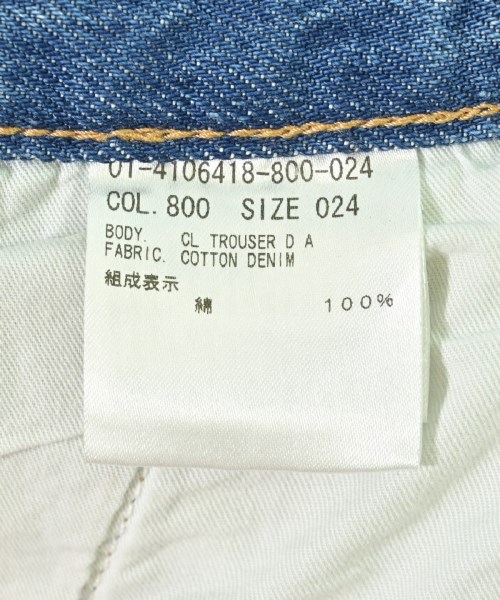 01-4106418-800-024
COL. 800 SIZE 024
BODY. CL TROUSER D A
FABRIC. COTTON DENIM
組成表示
綿 100%